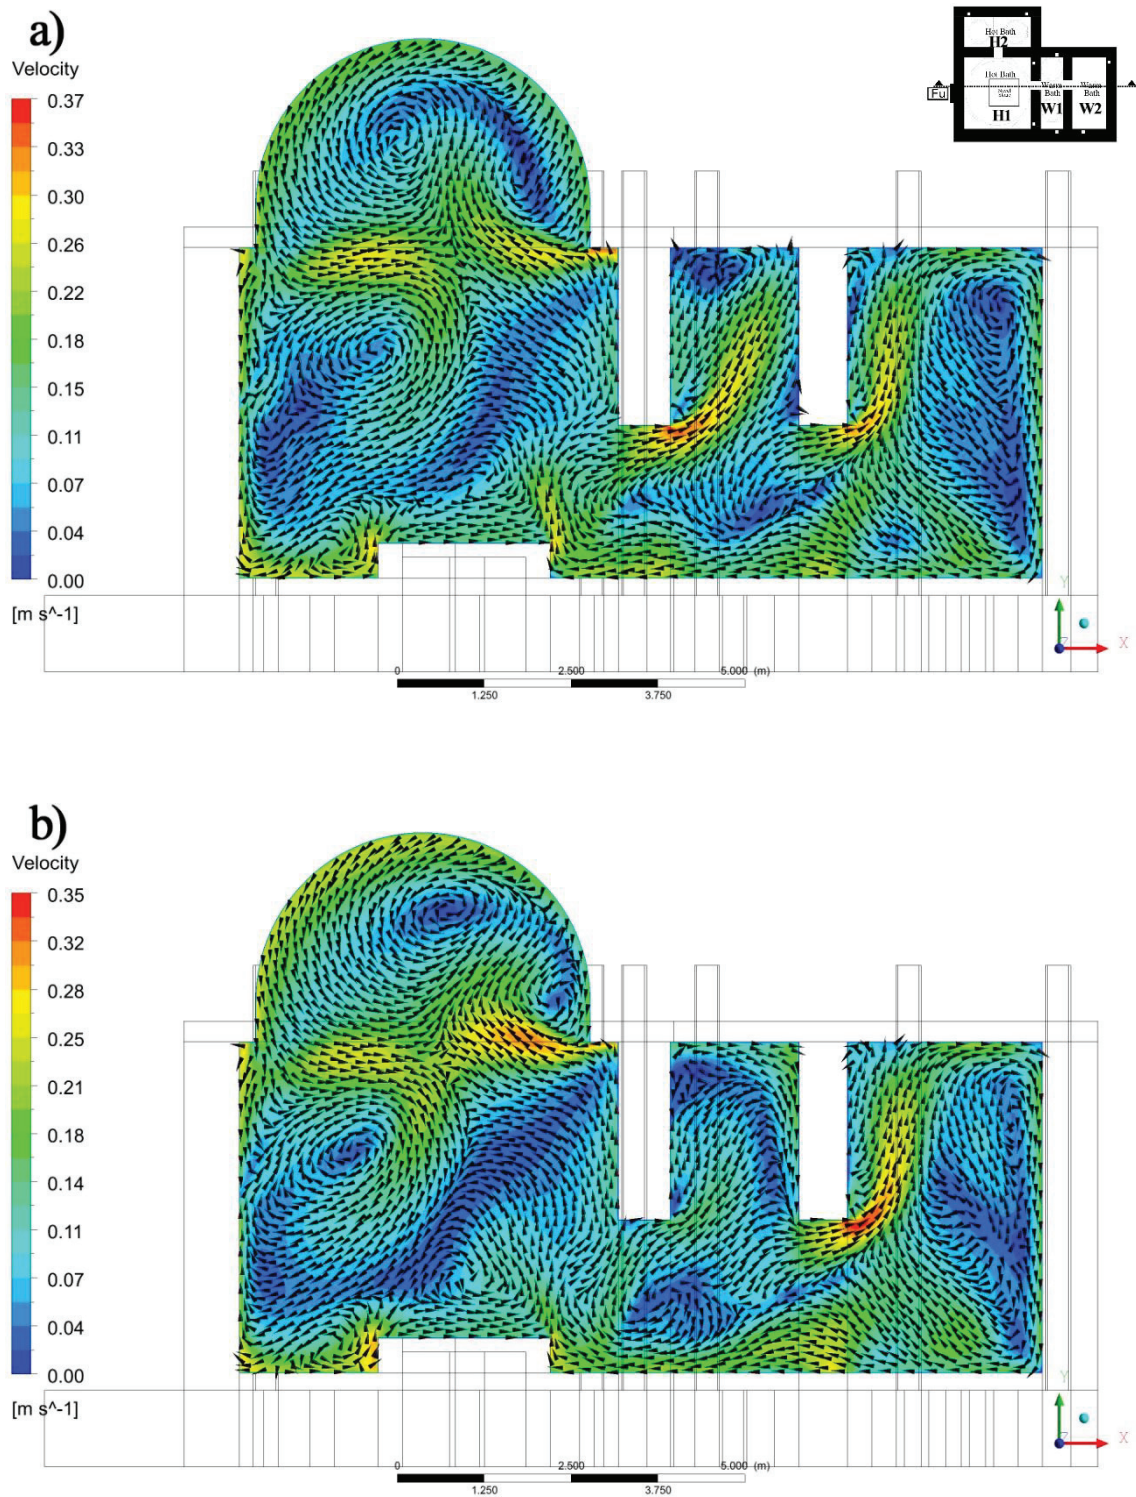 a)
Velocity
0.37
0.33
0.30
0.26
0.22
0.18
0.15
0.11
0.07
0.04
0.00
[m s^-1]
Hot Bath
H2
Hot Bath
H1
Fu
Warm
Bath
W1
Warm
Bath
W2
Y
Z
X
0
2.500
5.000 (m)
1.250
3.750
b)
Velocity
0.35
0.32
0.28
0.25
0.21
0.18
0.14
0.11
0.07
0.04
0.00
[m s^-1]
Y
Z
X
0
2.500
5.000 (m)
1.250
3.750